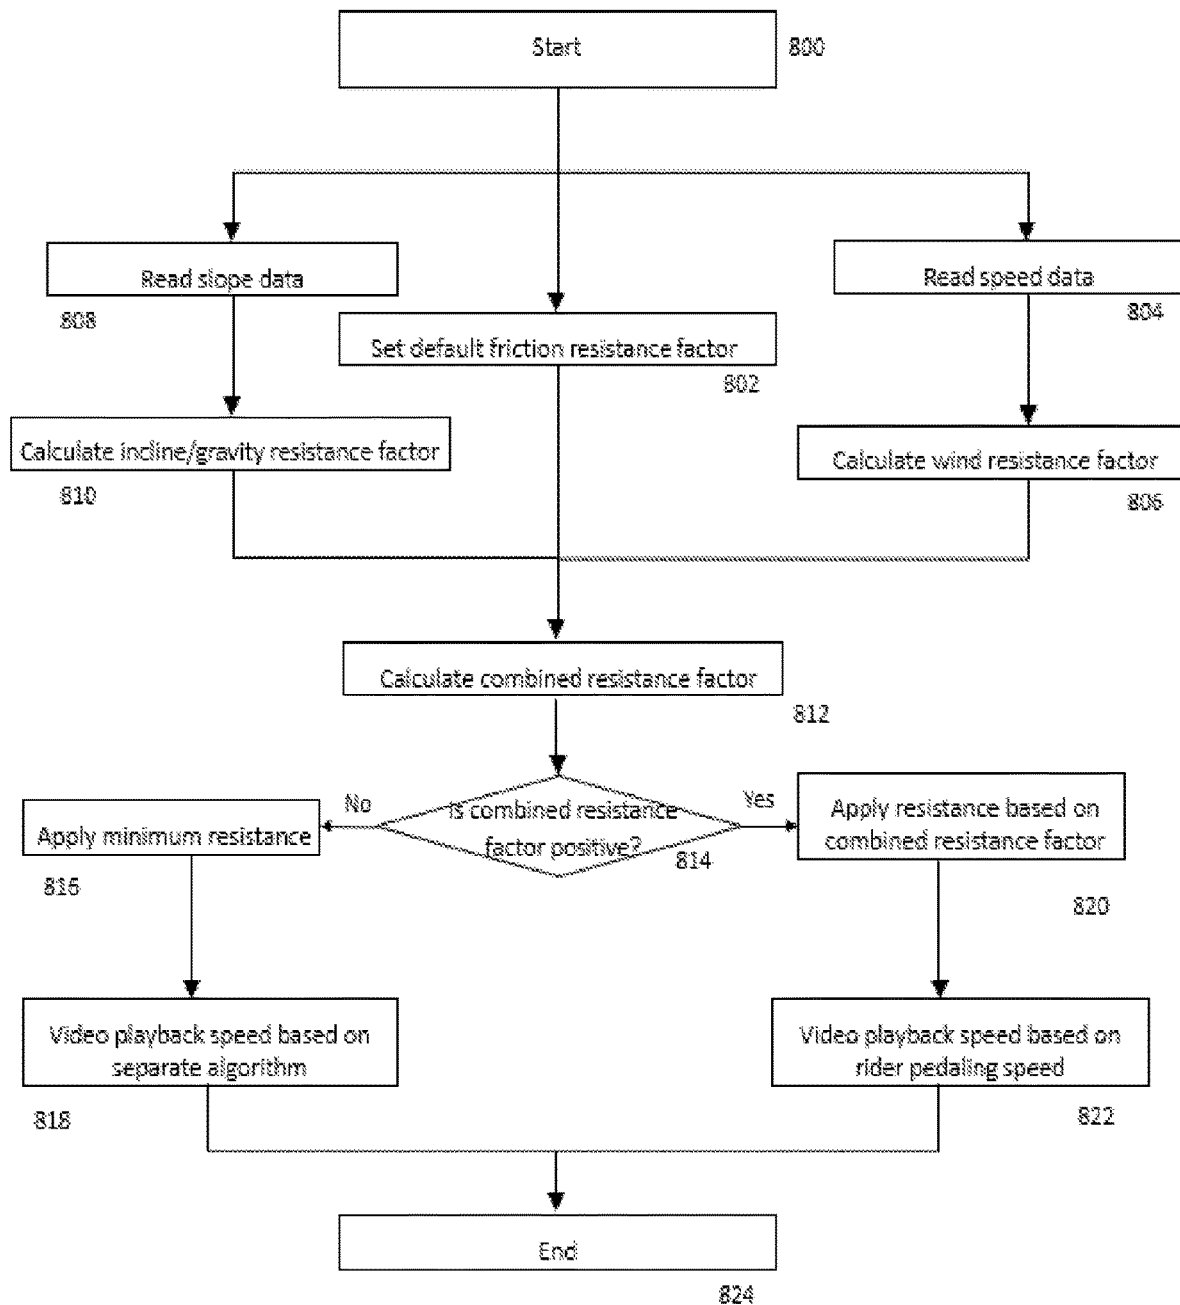 Start
800
Read slope data
808
Read speed data
804
Set default friction resistance factor
802
Calculate incline/gravity resistance factor
810
Calculate wind resistance factor
806
Calculate combined resistance factor
812
No
Is combined resistance
factor positive?
814
Yes
Apply minimum resistance
816
Apply resistance based on
combined resistance factor
820
Video playback speed based on
separate algorithm
818
Video playback speed based on
rider pedaling speed
822
End
824